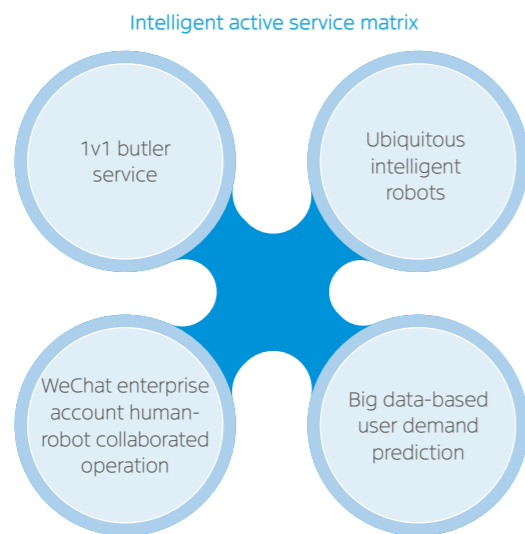 Intelligent active service matrix
1v1 butler
service
Ubiquitous
intelligent
robots
WeChat enterprise
account human-
robot collaborated
operation
Big data-based
user demand
prediction